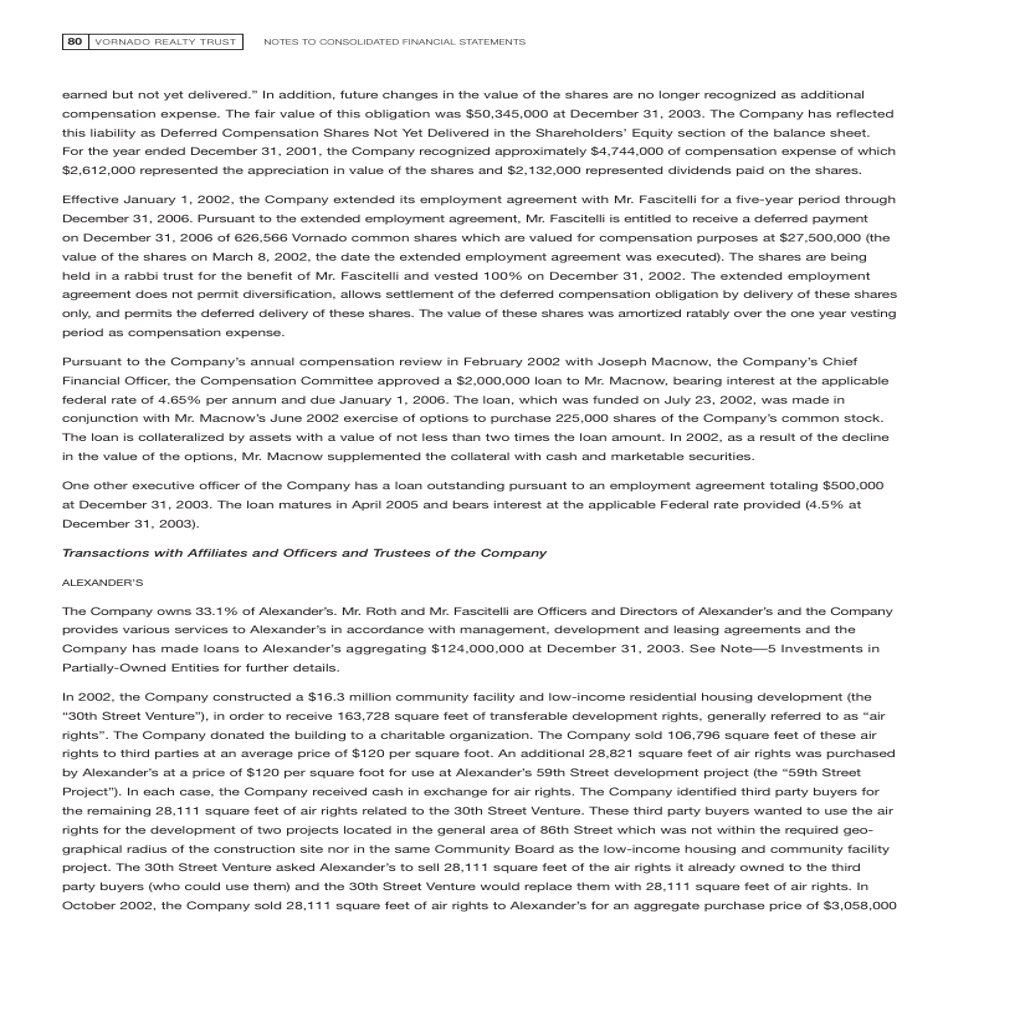 80 VORNADO REALTY TRUST NOTES TO CONSOLIDATED FINANCIAL STATEMENTS
earned but not yet delivered.” In addition, future changes in the value of the shares are no longer recognized as additional
compensation expense. The fair value of this obligation was $50,345,000 at December 31, 2003. The Company has reflected
this liability as Deferred Compensation Shares Not Yet Delivered in the Shareholders’ Equity section of the balance sheet.
For the year ended December 31, 2001, the Company recognized approximately $4,744,000 of compensation expense of which
$2,612,000 represented the appreciation in value of the shares and $2,132,000 represented dividends paid on the shares.
Effective January 1, 2002, the Company extended its employment agreement with Mr. Fascitelli for a five-year period through
December 31, 2006. Pursuant to the extended employment agreement, Mr. Fascitelli is entitled to receive a deferred payment
on December 31, 2006 of 626,566 Vornado common shares which are valued for compensation purposes at $27,500,000 (the
value of the shares on March 8, 2002, the date the extended employment agreement was executed). The shares are being
held in a rabbi trust for the benefit of Mr. Fascitelli and vested 100% on December 31, 2002. The extended employment
agreement does not permit diversification, allows settlement of the deferred compensation obligation by delivery of these shares
only, and permits the deferred delivery of these shares. The value of these shares was amortized ratably over the one year vesting
period as compensation expense.
Pursuant to the Company’s annual compensation review in February 2002 with Joseph Macnow, the Company’s Chief
Financial Officer, the Compensation Committee approved a $2,000,000 loan to Mr. Macnow, bearing interest at the applicable
federal rate of 4.65% per annum and due January 1, 2006. The loan, which was funded on July 23, 2002, was made in
conjunction with Mr. Macnow’s June 2002 exercise of options to purchase 225,000 shares of the Company’s common stock.
The loan is collateralized by assets with a value of not less than two times the loan amount. In 2002, as a result of the decline
in the value of the options, Mr. Macnow supplemented the collateral with cash and marketable securities.
One other executive officer of the Company has a loan outstanding pursuant to an employment agreement totaling $500,000
at December 31, 2003. The loan matures in April 2005 and bears interest at the applicable Federal rate provided (4.5% at
December 31, 2003).
Transactions with Affiliates and Officers and Trustees of the Company
ALEXANDER’S
The Company owns 33.1% of Alexander’s. Mr. Roth and Mr. Fascitelli are Officers and Directors of Alexander’s and the Company
provides various services to Alexander’s in accordance with management, development and leasing agreements and the
Company has made loans to Alexander’s aggregating $124,000,000 at December 31, 2003. See Note—5 Investments in
Partially-Owned Entities for further details.
In 2002, the Company constructed a $16.3 million community facility and low-income residential housing development (the
“30th Street Venture”), in order to receive 163,728 square feet of transferable development rights, generally referred to as “air
rights”. The Company donated the building to a charitable organization. The Company sold 106,796 square feet of these air
rights to third parties at an average price of $120 per square foot. An additional 28,821 square feet of air rights was purchased
by Alexander’s at a price of $120 per square foot for use at Alexander’s 59th Street development project (the “59th Street
Project”). In each case, the Company received cash in exchange for air rights. The Company identified third party buyers for
the remaining 28,111 square feet of air rights related to the 30th Street Venture. These third party buyers wanted to use the air
rights for the development of two projects located in the general area of 86th Street which was not within the required geo-
graphical radius of the construction site nor in the same Community Board as the low-income housing and community facility
project. The 30th Street Venture asked Alexander’s to sell 28,111 square feet of the air rights it already owned to the third
party buyers (who could use them) and the 30th Street Venture would replace them with 28,111 square feet of air rights. In
October 2002, the Company sold 28,111 square feet of air rights to Alexander’s for an aggregate purchase price of $3,058,000